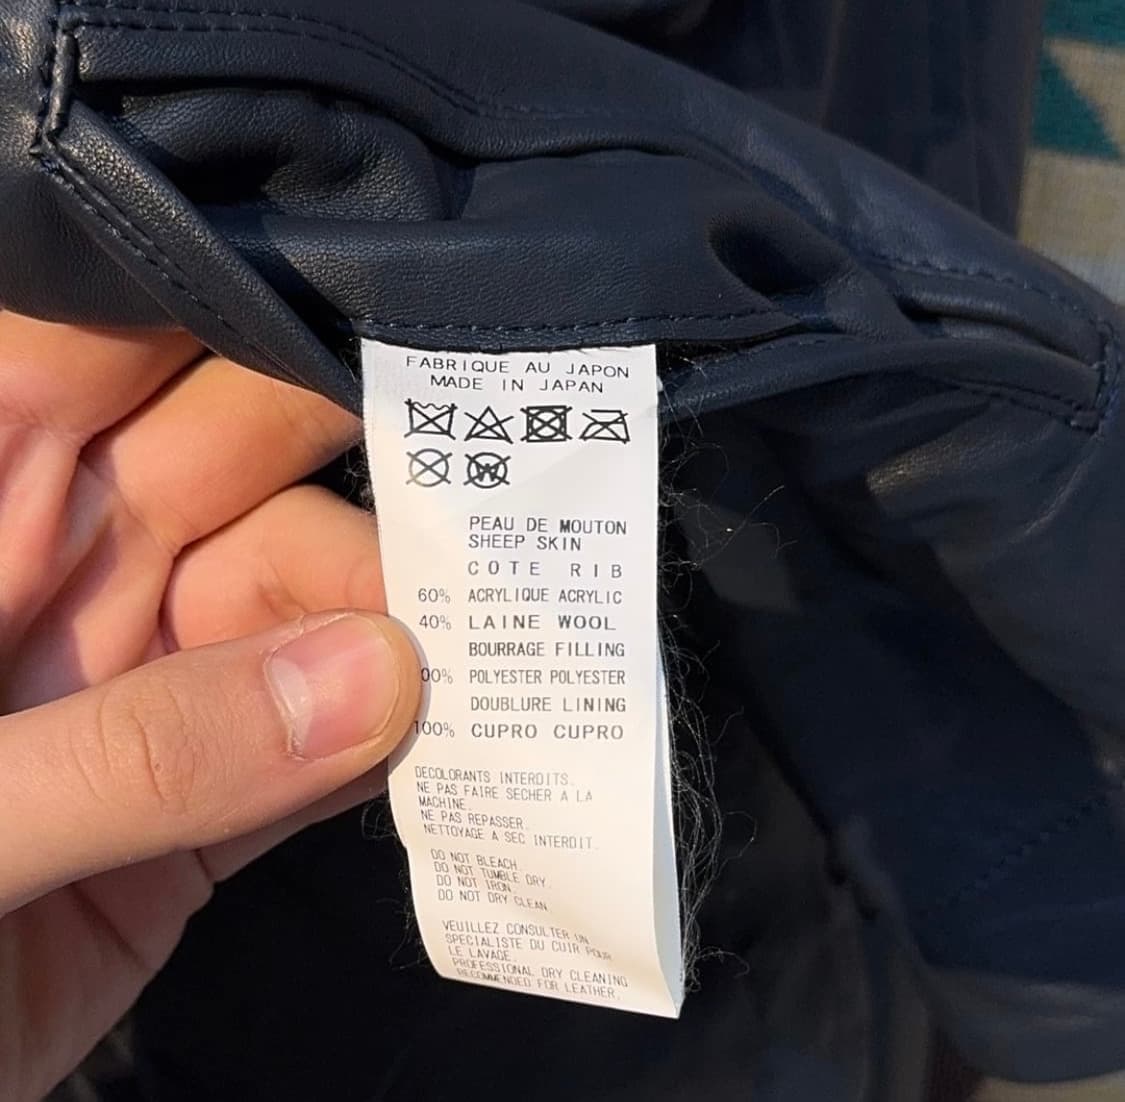 FABRIQUE AU JAPON
MADE IN JAPAN
W
PEAU DE MOUTON
SHEEP SKIN
COTE RIB
60% ACRYLIQUE ACRYLIC
40% LAINE WOOL
BOURRAGE FILLING
00% POLYESTER POLYESTER
DOUBLURE LINING
100% CUPRO CUPRO
DECOLORANTS INTERDITS.
NE PAS FAIRE SECHER A LA
MACHINE.
NE PAS REPASSER.
NETTOYAGE A SEC INTERDIT.
DO NOT BLEACH.
DO NOT TUMBLE DRY.
DO NOT IRON.
DO NOT DRY CLEAN
VEUILLEZ CONSULTER UN
SPECIALISTE DU CUIR POUR
LE LAVAGE.
PROFESSIONAL DRY CLEANING
RECOMMENDED FOR LEATHER.